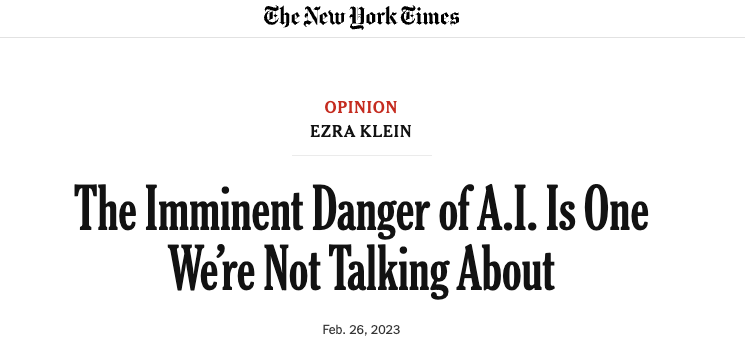 The New York Times
OPINION
EZRA KLEIN
The Imminent Danger of A.I. Is One
We’re Not Talking About
Feb. 26, 2023